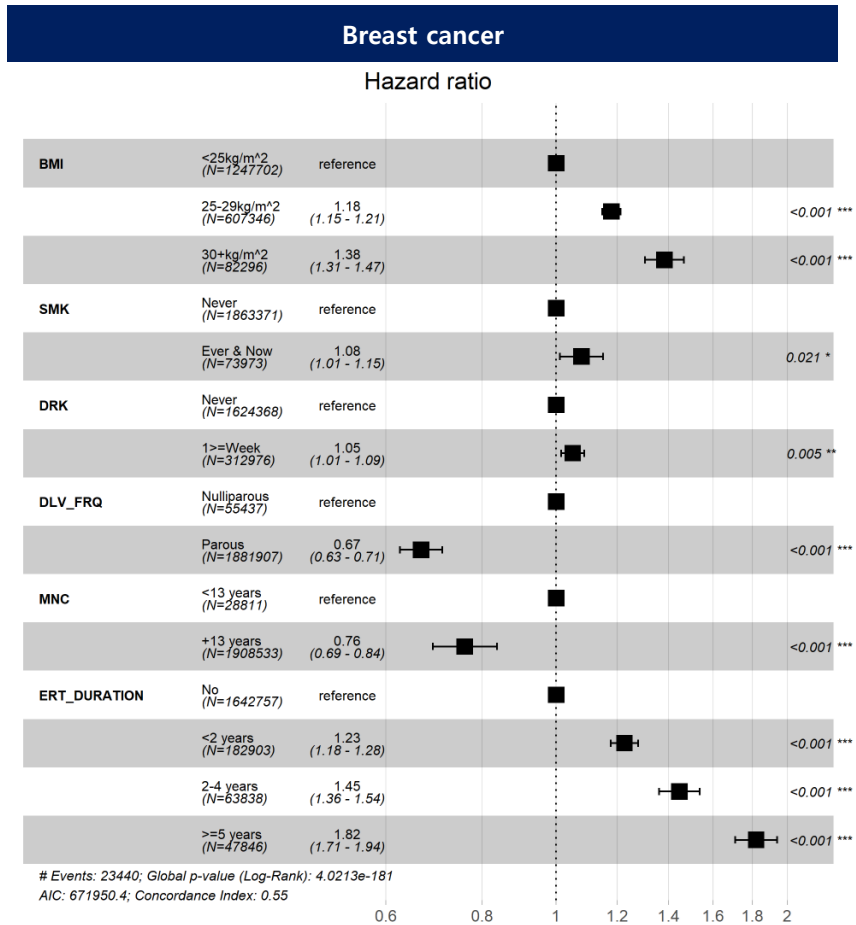 Breast cancer
Hazard ratio
BMI <25kg/m^2 reference
(N=1247702)
25-29kg/m^2 1.18 <0.001 ***
(N=607346) (1.15 - 1.21)
30+kg/m^2 1.38 <0.001 ***
(N=82296) (1.31 - 1.47)
SMK Never reference
(N=1863371)
Ever & Now 1.08 0.021 *
(N=73973) (1.01 - 1.15)
DRK Never reference
(N=1624368)
1>=Week 1.05 0.005 **
(N=312976) (1.01 - 1.09)
DLV_FRQ Nulliparous reference
(N=55437)
Parous 0.67 <0.001 ***
(N=1881907) (0.63 - 0.71)
MNC <13 years reference
(N=28811)
+13 years 0.76 <0.001 ***
(N=1908533) (0.69 - 0.84)
ERT_DURATION No reference
(N=1642757)
<2 years 1.23 <0.001 ***
(N=182903) (1.18 - 1.28)
2-4 years 1.45 <0.001 ***
(N=63838) (1.36 - 1.54)
>=5 years 1.82 <0.001 ***
(N=47846) (1.71 - 1.94)
# Events: 23440; Global p-value (Log-Rank): 4.0213e-181
AIC: 671950.4; Concordance Index: 0.55
0.6 0.8 1 1.2 1.4 1.6 1.8 2